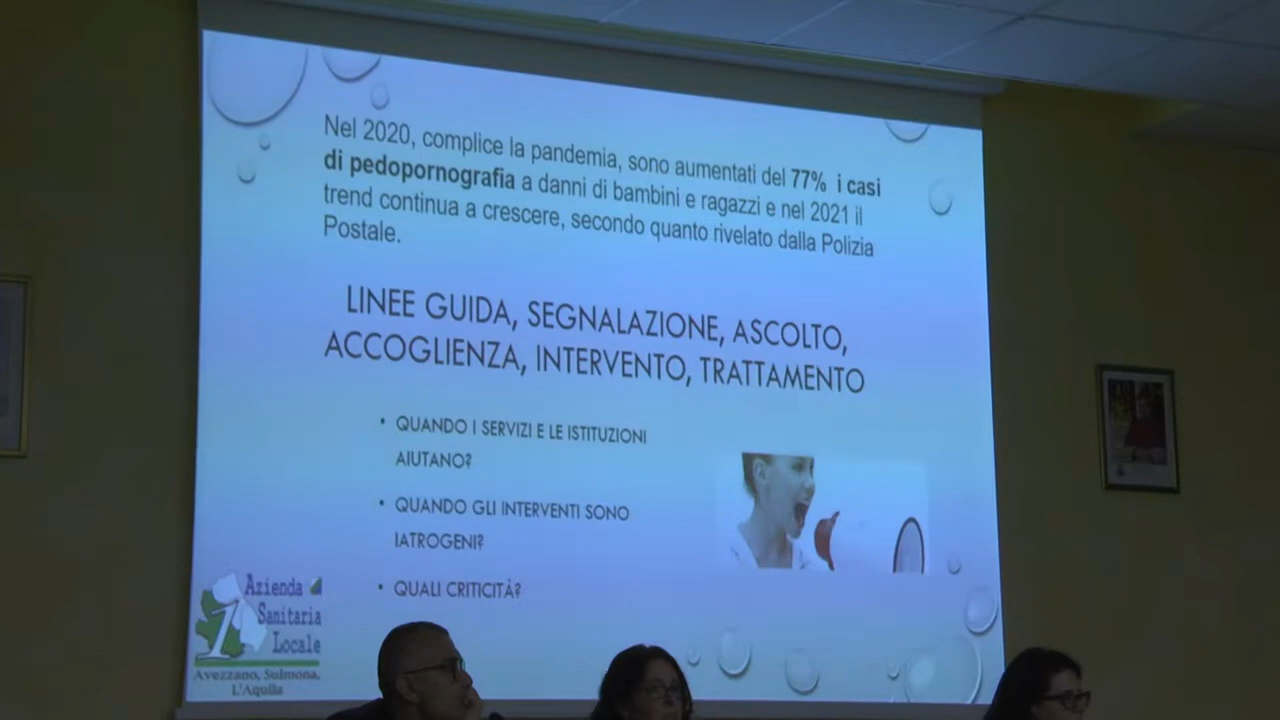 Nel 2020, complice la pandemia, sono aumentati del 77% i casi
di pedopornografia a danni di bambini e ragazzi e nel 2021 il
trend continua a crescere, secondo quanto rivelato dalla Polizia
Postale.
LINEE GUIDA, SEGNALAZIONE, ASCOLTO,
ACCOGLIENZA, INTERVENTO, TRATTAMENTO
• QUANDO I SERVIZI E LE ISTITUZIONI
AIUTANO?
• QUANDO GLI INTERVENTI SONO
IATROGENI?
• QUALI CRITICITÀ?
1
Azienda
Sanitaria
Locale
Avezzano, Sulmona,
L'Aquila